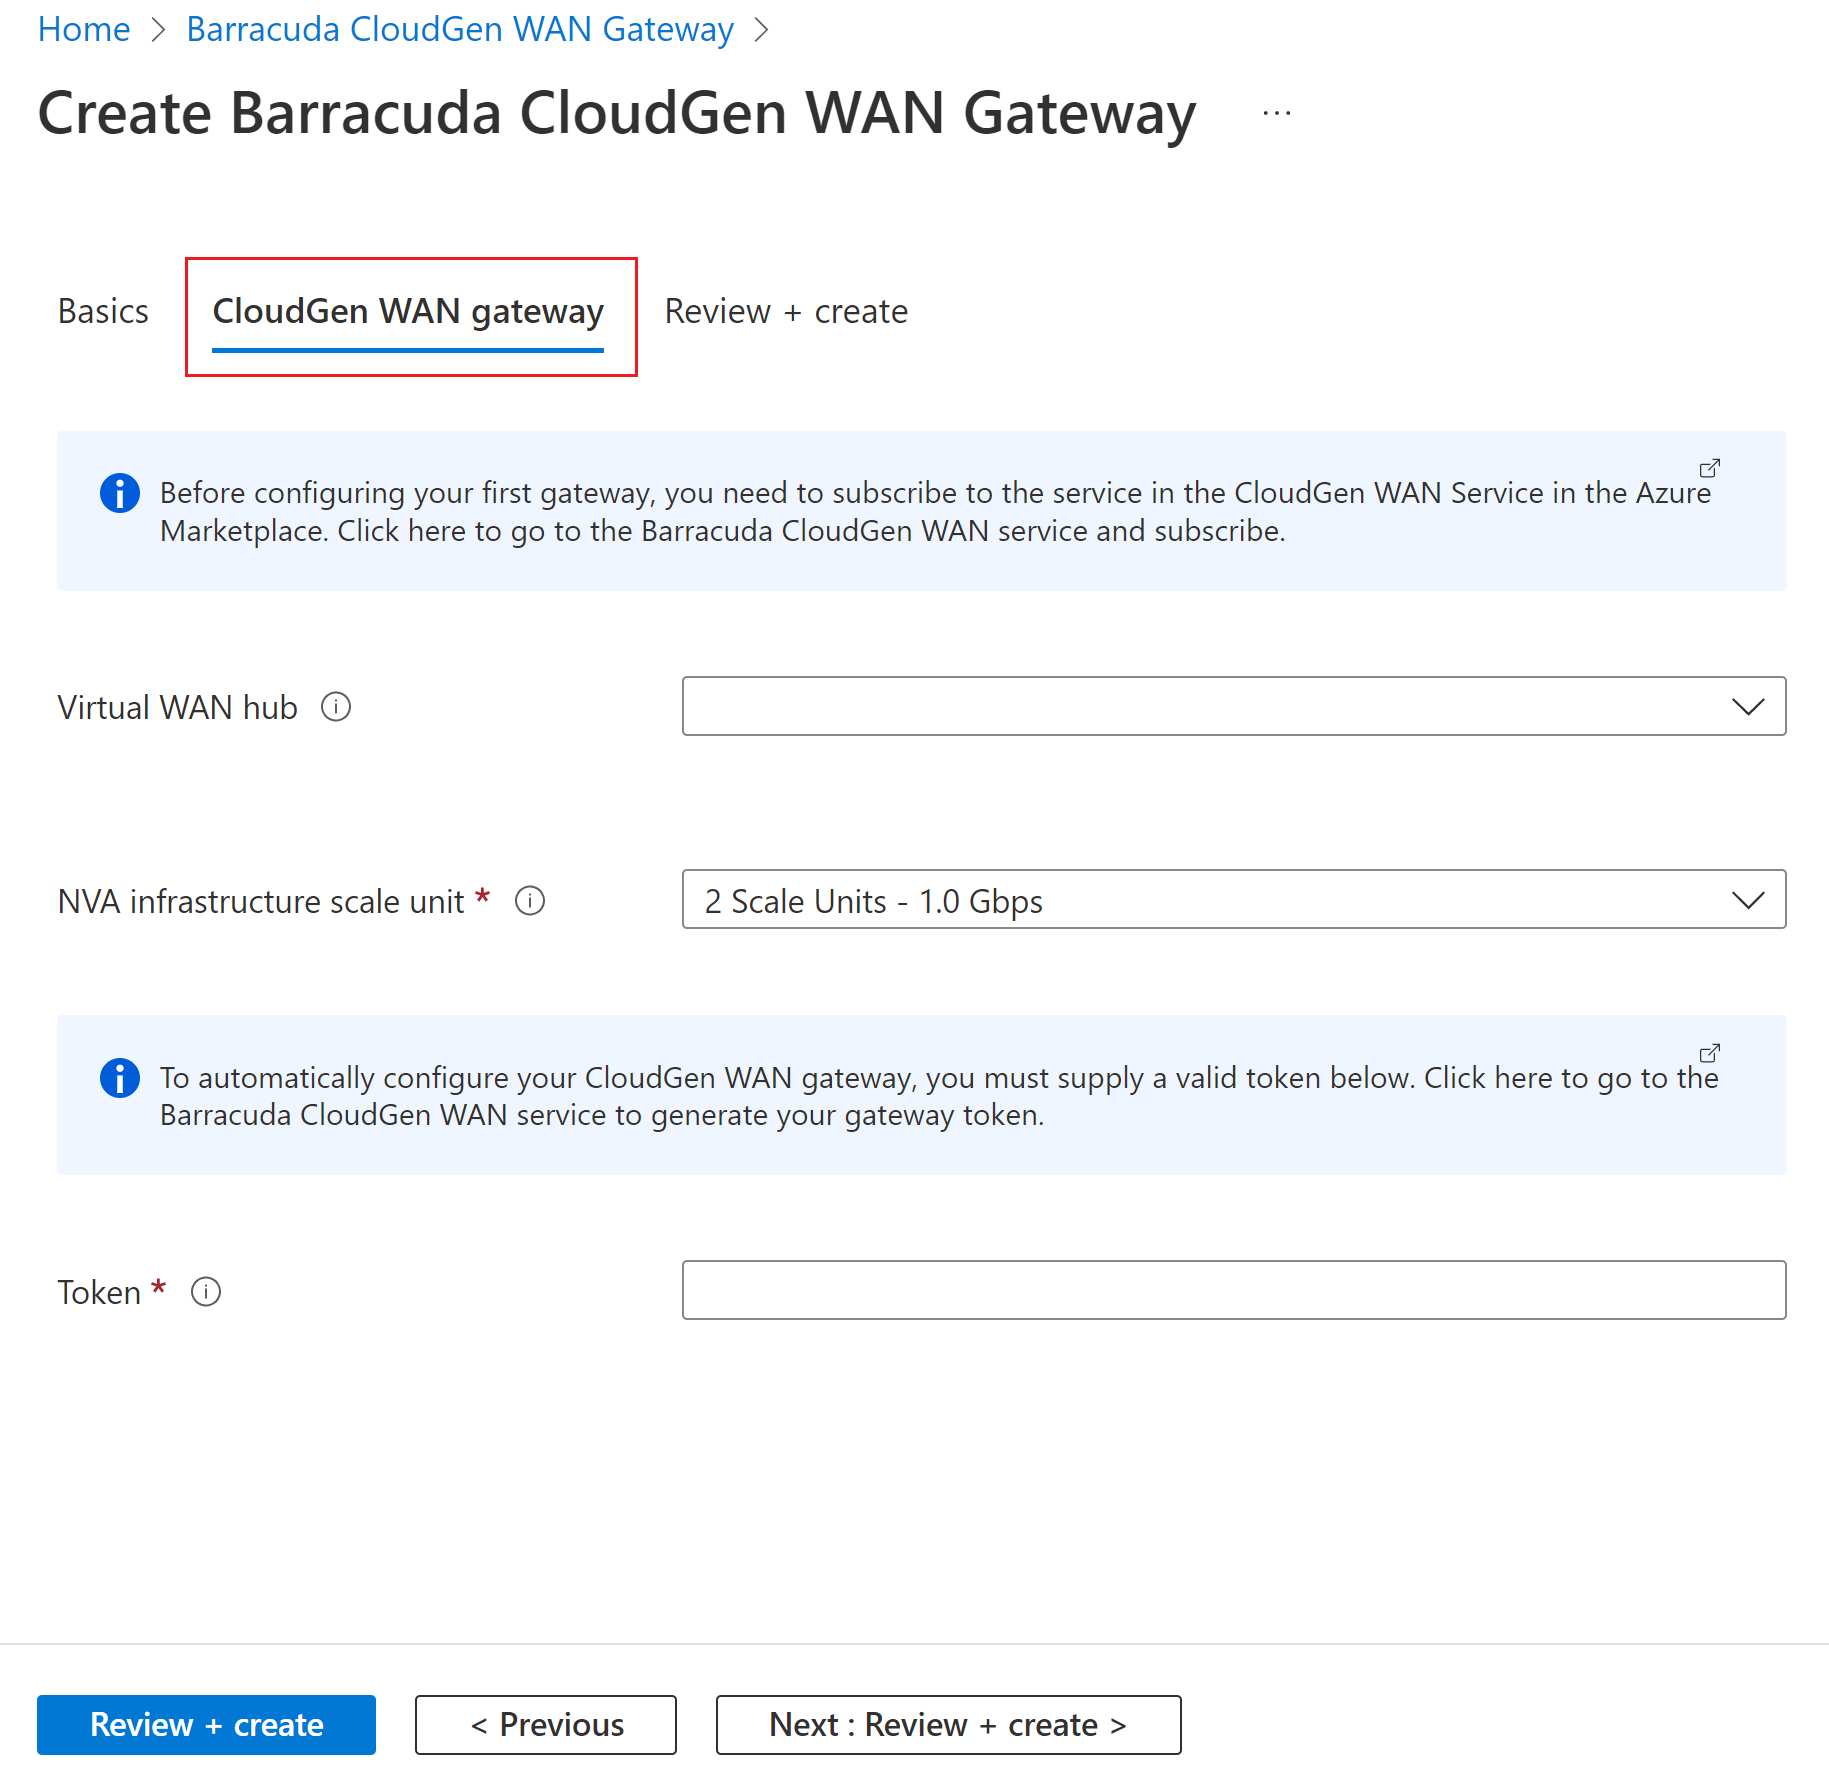 Home > Barracuda CloudGen WAN Gateway >
Create Barracuda CloudGen WAN Gateway ...
Basics CloudGen WAN gateway Review + create
Before configuring your first gateway, you need to subscribe to the service in the CloudGen WAN Service in the Azure
Marketplace. Click here to go to the Barracuda CloudGen WAN service and subscribe.
Virtual WAN hub
NVA infrastructure scale unit * 2 Scale Units - 1.0 Gbps
To automatically configure your CloudGen WAN gateway, you must supply a valid token below. Click here to go to the
Barracuda CloudGen WAN service to generate your gateway token.
Token *
Review + create < Previous Next : Review + create >